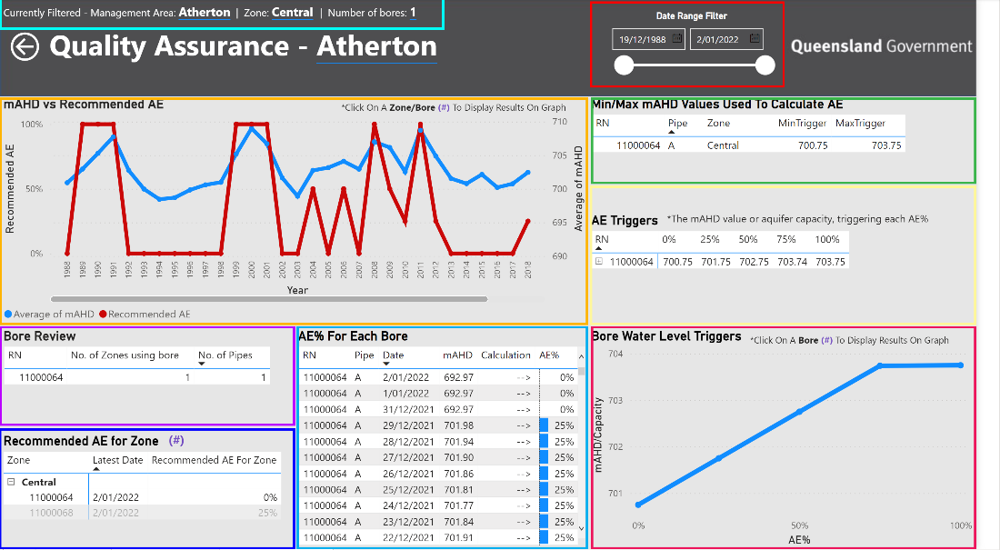 Currently Filtered - Management Area: Atherton | Zone: Central | Number of bores: 1
Quality Assurance - Atherton
Date Range Filter
19/12/1988 2/01/2022
Queensland Government
mAHD vs Recommended AE
*Click On A Zone/Bore (#) To Display Results On Graph
Recommended AE
100%
50%
0%
710
705
700
695
690
Average of mAHD
1988 1989 1990 1991 1992 1993 1994 1995 1996 1997 1998 1999 2000 2001 2002 2003 2004 2005 2006 2007 2008 2009 2010 2011 2012 2013 2014 2015 2016 2017 2018
Year
Average of mAHD Recommended AE
Min/Max mAHD Values Used To Calculate AE
RN Pipe Zone MinTrigger MaxTrigger
11000064 A Central 700.75 703.75
AE Triggers *The mAHD value or aquifer capacity, triggering each AE%
RN 0% 25% 50% 75% 100%
11000064 700.75 701.75 702.75 703.74 703.75
Bore Review
RN No. of Zones using bore No. of Pipes
11000064 1 1
Recommended AE for Zone (#)
Zone Latest Date Recommended AE For Zone
Central
11000064 2/01/2022 0%
11000068 2/01/2022 25%
AE% For Each Bore
RN Pipe Date mAHD Calculation AE%
11000064 A 2/01/2022 692.97 --> 0%
11000064 A 1/01/2022 692.97 --> 0%
11000064 A 31/12/2021 692.97 --> 0%
11000064 A 29/12/2021 701.98 --> 25%
11000064 A 28/12/2021 701.94 --> 25%
11000064 A 27/12/2021 701.90 --> 25%
11000064 A 26/12/2021 701.86 --> 25%
11000064 A 25/12/2021 701.81 --> 25%
11000064 A 24/12/2021 701.77 --> 25%
11000064 A 23/12/2021 701.84 --> 25%
11000064 A 22/12/2021 701.91 --> 25%
Bore Water Level Triggers *Click On A Bore (#) To Display Results On Graph
mAHD/Capacity
704
703
702
701
0% 50% 100%
AE%